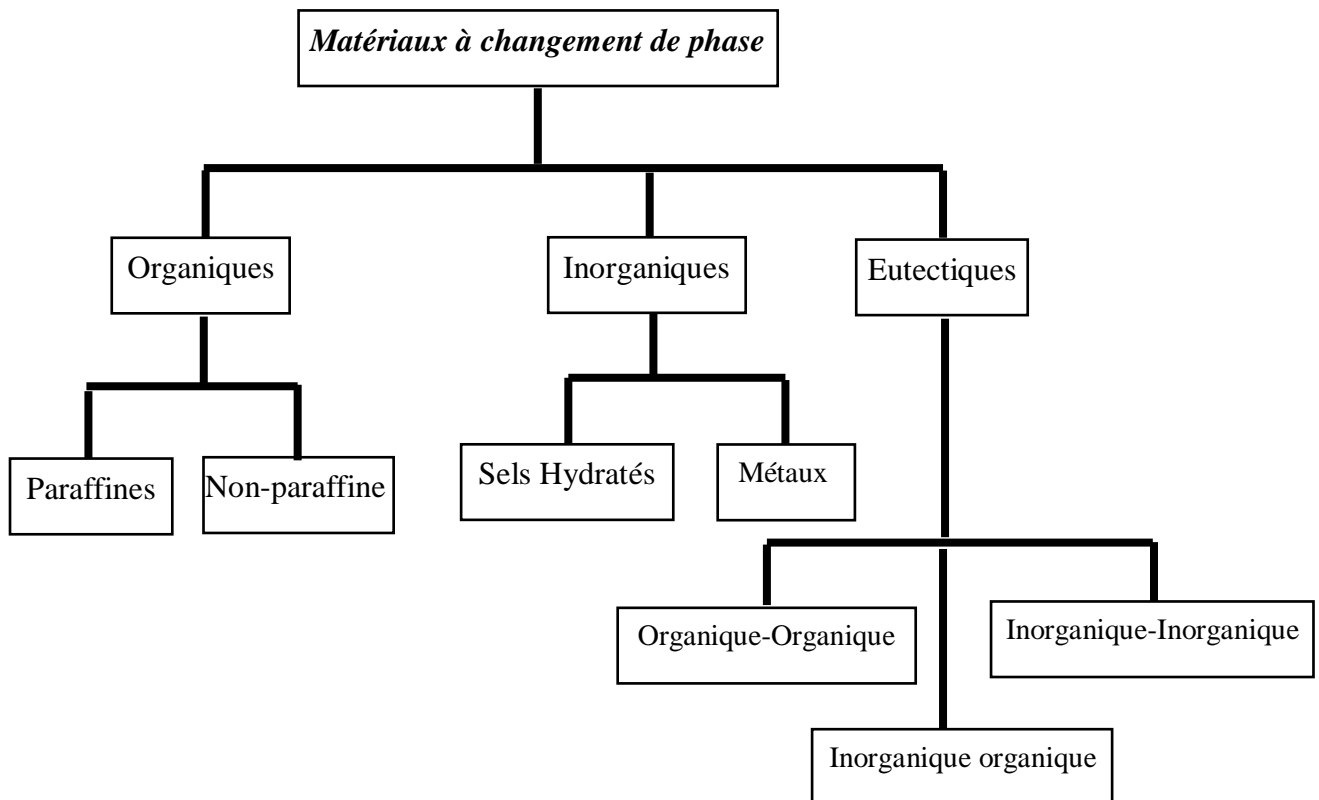 Matériaux à changement de phase
Organiques
Inorganiques
Eutectiques
Paraffines
Non-paraffine
Sels Hydratés
Métaux
Organique-Organique
Inorganique-Inorganique
Inorganique organique